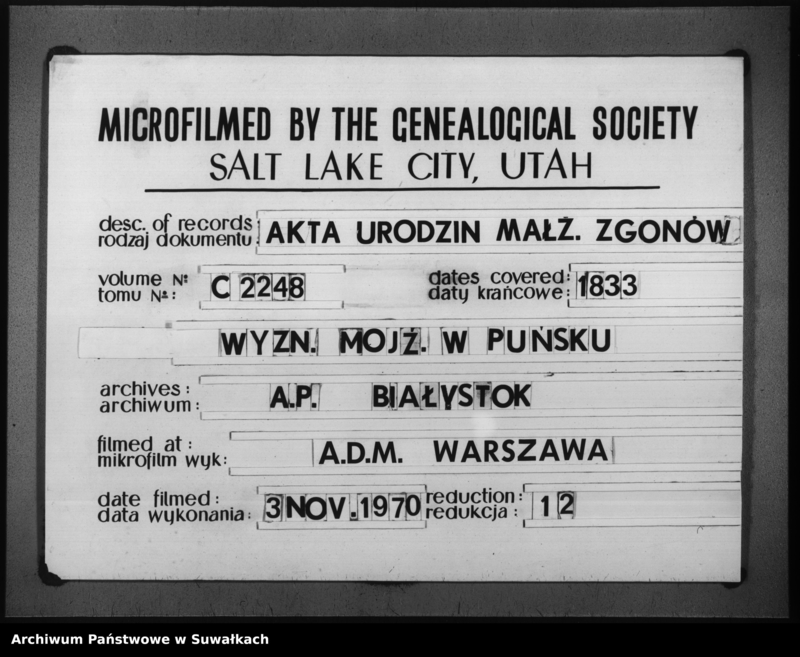 MICROFILMED BY THE GENEALOGICAL SOCIETY
SALT LAKE CITY, UTAH
desc. of records
rodzaj dokumentu: AKTA URODZIN MAŁŻ. ZGONÓW
volume №
tomu №: C 2248
dates covered:
daty krańcowe: 1833
WYZN. MOJŻ. W PUŃSKU
archives:
archiwum: A.P. BIAŁYSTOK
filmed at:
mikrofilm wyk: A.D.M. WARSZAWA
date filmed:
data wykonania: 3 NOV. 1970
reduction:
redukcja: 12
Archiwum Państwowe w Suwałkach